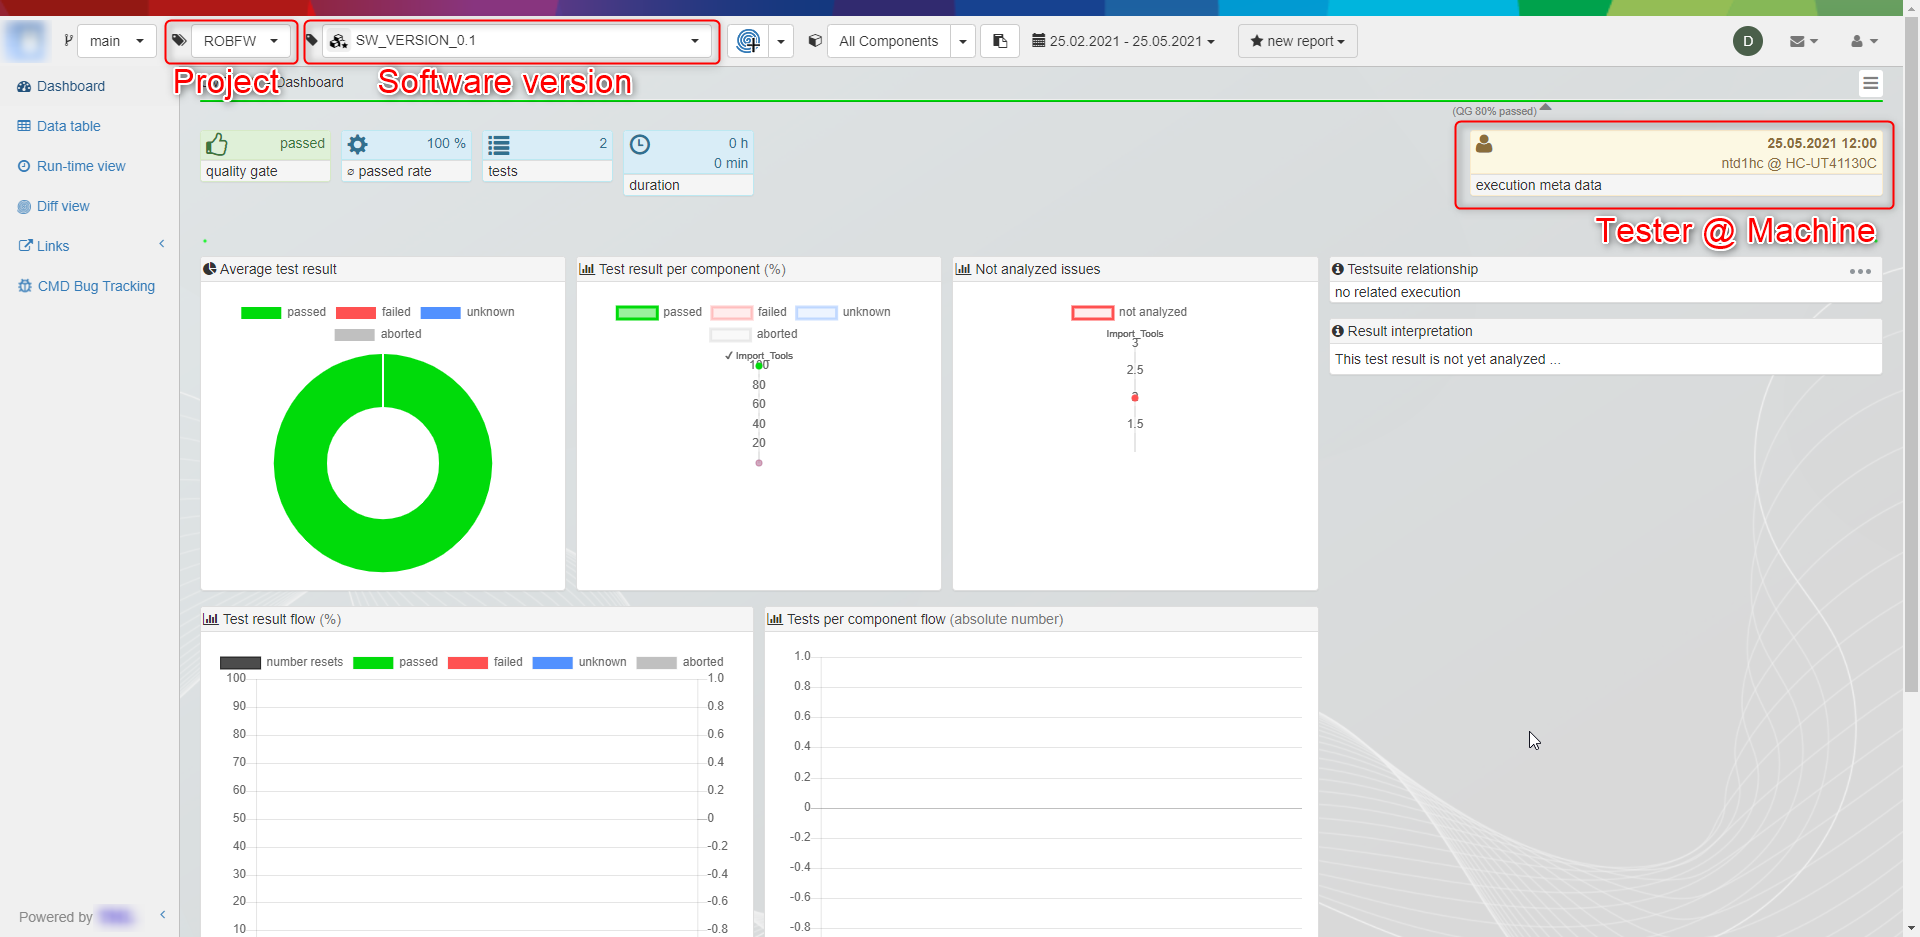 main
ROBFW
SW_VERSION_0.1
All Components
25.02.2021 - 25.05.2021
new report
D
Project
Software version
Dashboard
Dashboard
Data table
Run-time view
Diff view
Links
CMD Bug Tracking
Powered by
(QG 80% passed)
passed
quality gate
100 %
⌀ passed rate
2
tests
0 h
0 min
duration
25.05.2021 12:00
ntd1hc @ HC-UT41130C
execution meta data
Tester @ Machine
Average test result
passed failed unknown
aborted
Test result per component (%)
passed failed unknown
aborted
✓ Import_Tools
100
80
60
40
20
Not analyzed issues
not analyzed
Import_Tools
3
2.5
2
1.5
Testsuite relationship
no related execution
Result interpretation
This test result is not yet analyzed ...
Test result flow (%)
number resets passed failed unknown aborted
100 1.0
90 0.8
80 0.6
70 0.4
60 0.2
50 0
40 -0.2
30 -0.4
20 -0.6
10 -0.8
Tests per component flow (absolute number)
1.0
0.8
0.6
0.4
0.2
0
-0.2
-0.4
-0.6
-0.8